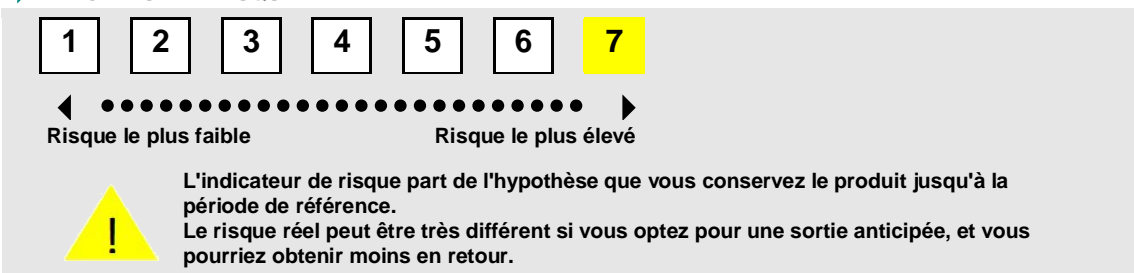 1 2 3 4 5 6 7
Risque le plus faible Risque le plus élevé
L'indicateur de risque part de l'hypothèse que vous conservez le produit jusqu'à la
période de référence.
! Le risque réel peut être très différent si vous optez pour une sortie anticipée, et vous
pourriez obtenir moins en retour.